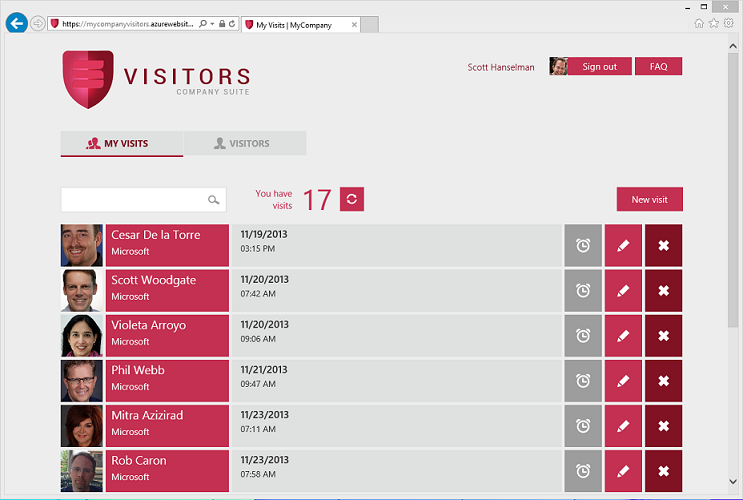 https://mycompanyvisitors.azurewebsit...
My Visits | MyCompany
VISITORS
COMPANY SUITE
Scott Hanselman
Sign out
FAQ
MY VISITS
VISITORS
You have
visits
17
New visit
Cesar De la Torre
Microsoft
11/19/2013
03:15 PM
Scott Woodgate
Microsoft
11/20/2013
07:42 AM
Violeta Arroyo
Microsoft
11/20/2013
09:06 AM
Phil Webb
Microsoft
11/21/2013
09:47 AM
Mitra Azizirad
Microsoft
11/23/2013
07:11 AM
Rob Caron
Microsoft
11/23/2013
07:58 AM